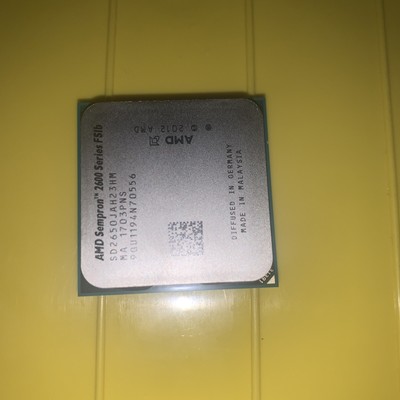 AMD Sempron™ 2600 Series FS1b
SD2650JAH23HM
MA 1703PNS
9GU1194N70556
DIFFUSED IN GERMANY
MADE IN MALAYSIA
AMD
© 2012 AMD